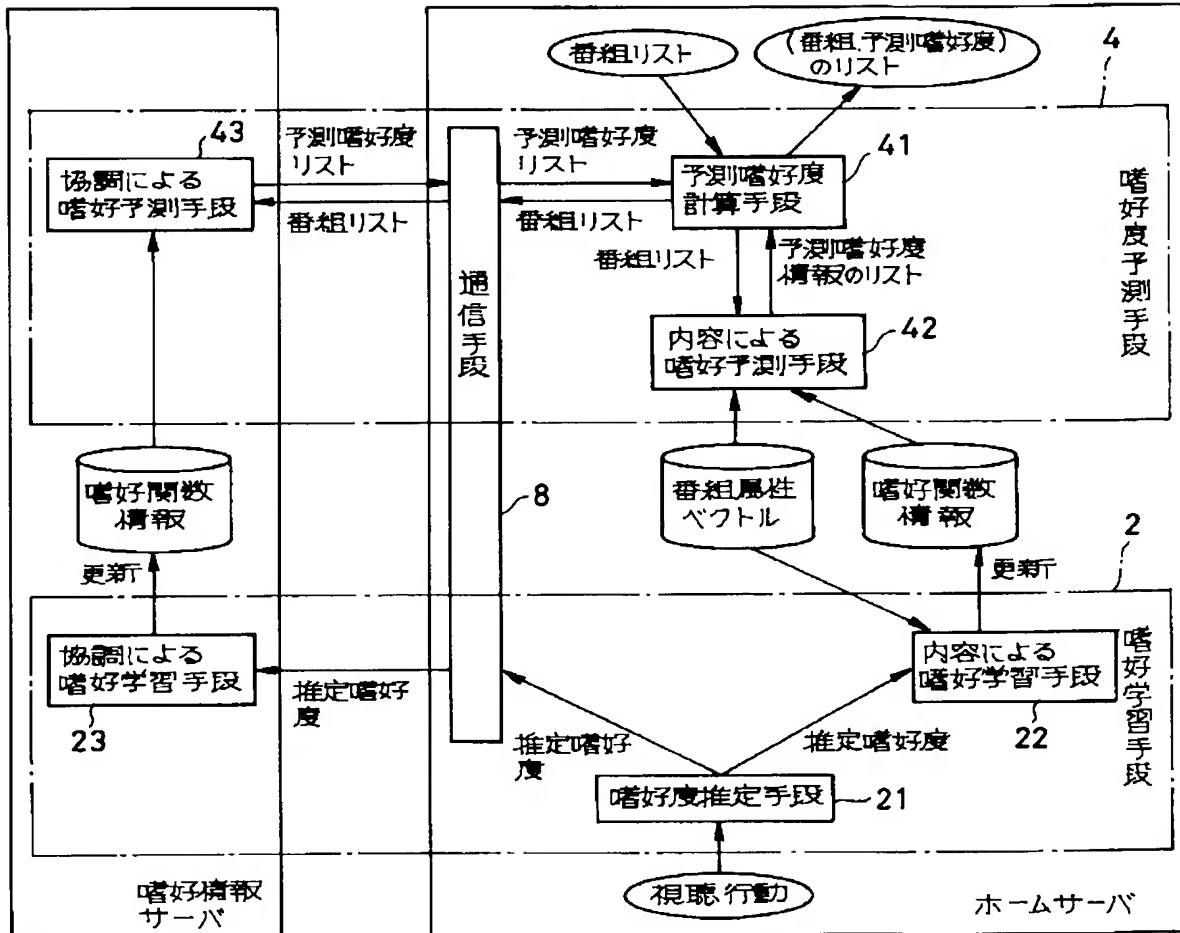 番組リスト
(番組、予測嗜好度)
のリスト
4
43
予測嗜好度
リスト
予測嗜好度
リスト
41
協調による
嗜好予測手段
予測嗜好度
計算手段
番組リスト
番組リスト
番組リスト
予測嗜好度
情報のリスト
嗜好度予測手段
通信手段
内容による
嗜好予測手段
42
嗜好関数
情報
番組属性
ベクトル
嗜好関数
情報
8
更新
更新
2
協調による
嗜好学習手段
23
推定嗜好
度
内容による
嗜好学習手段
22
嗜好学習手段
推定嗜好
度
推定嗜好度
嗜好度推定手段
21
視聴行動
嗜好情報
サーバ
ホームサーバ